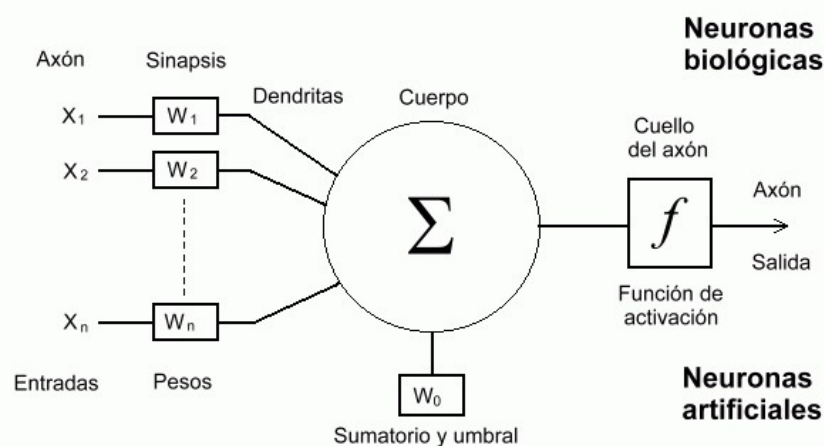 Neuronas
biológicas
Axón Sinapsis
Dendritas Cuerpo
Cuello
del axón
X1 W1
X2 W2
Σ
f
Axón
Salida
Función de
activación
Xn Wn
Entradas Pesos
W0
Sumatorio y umbral
Neuronas
artificiales